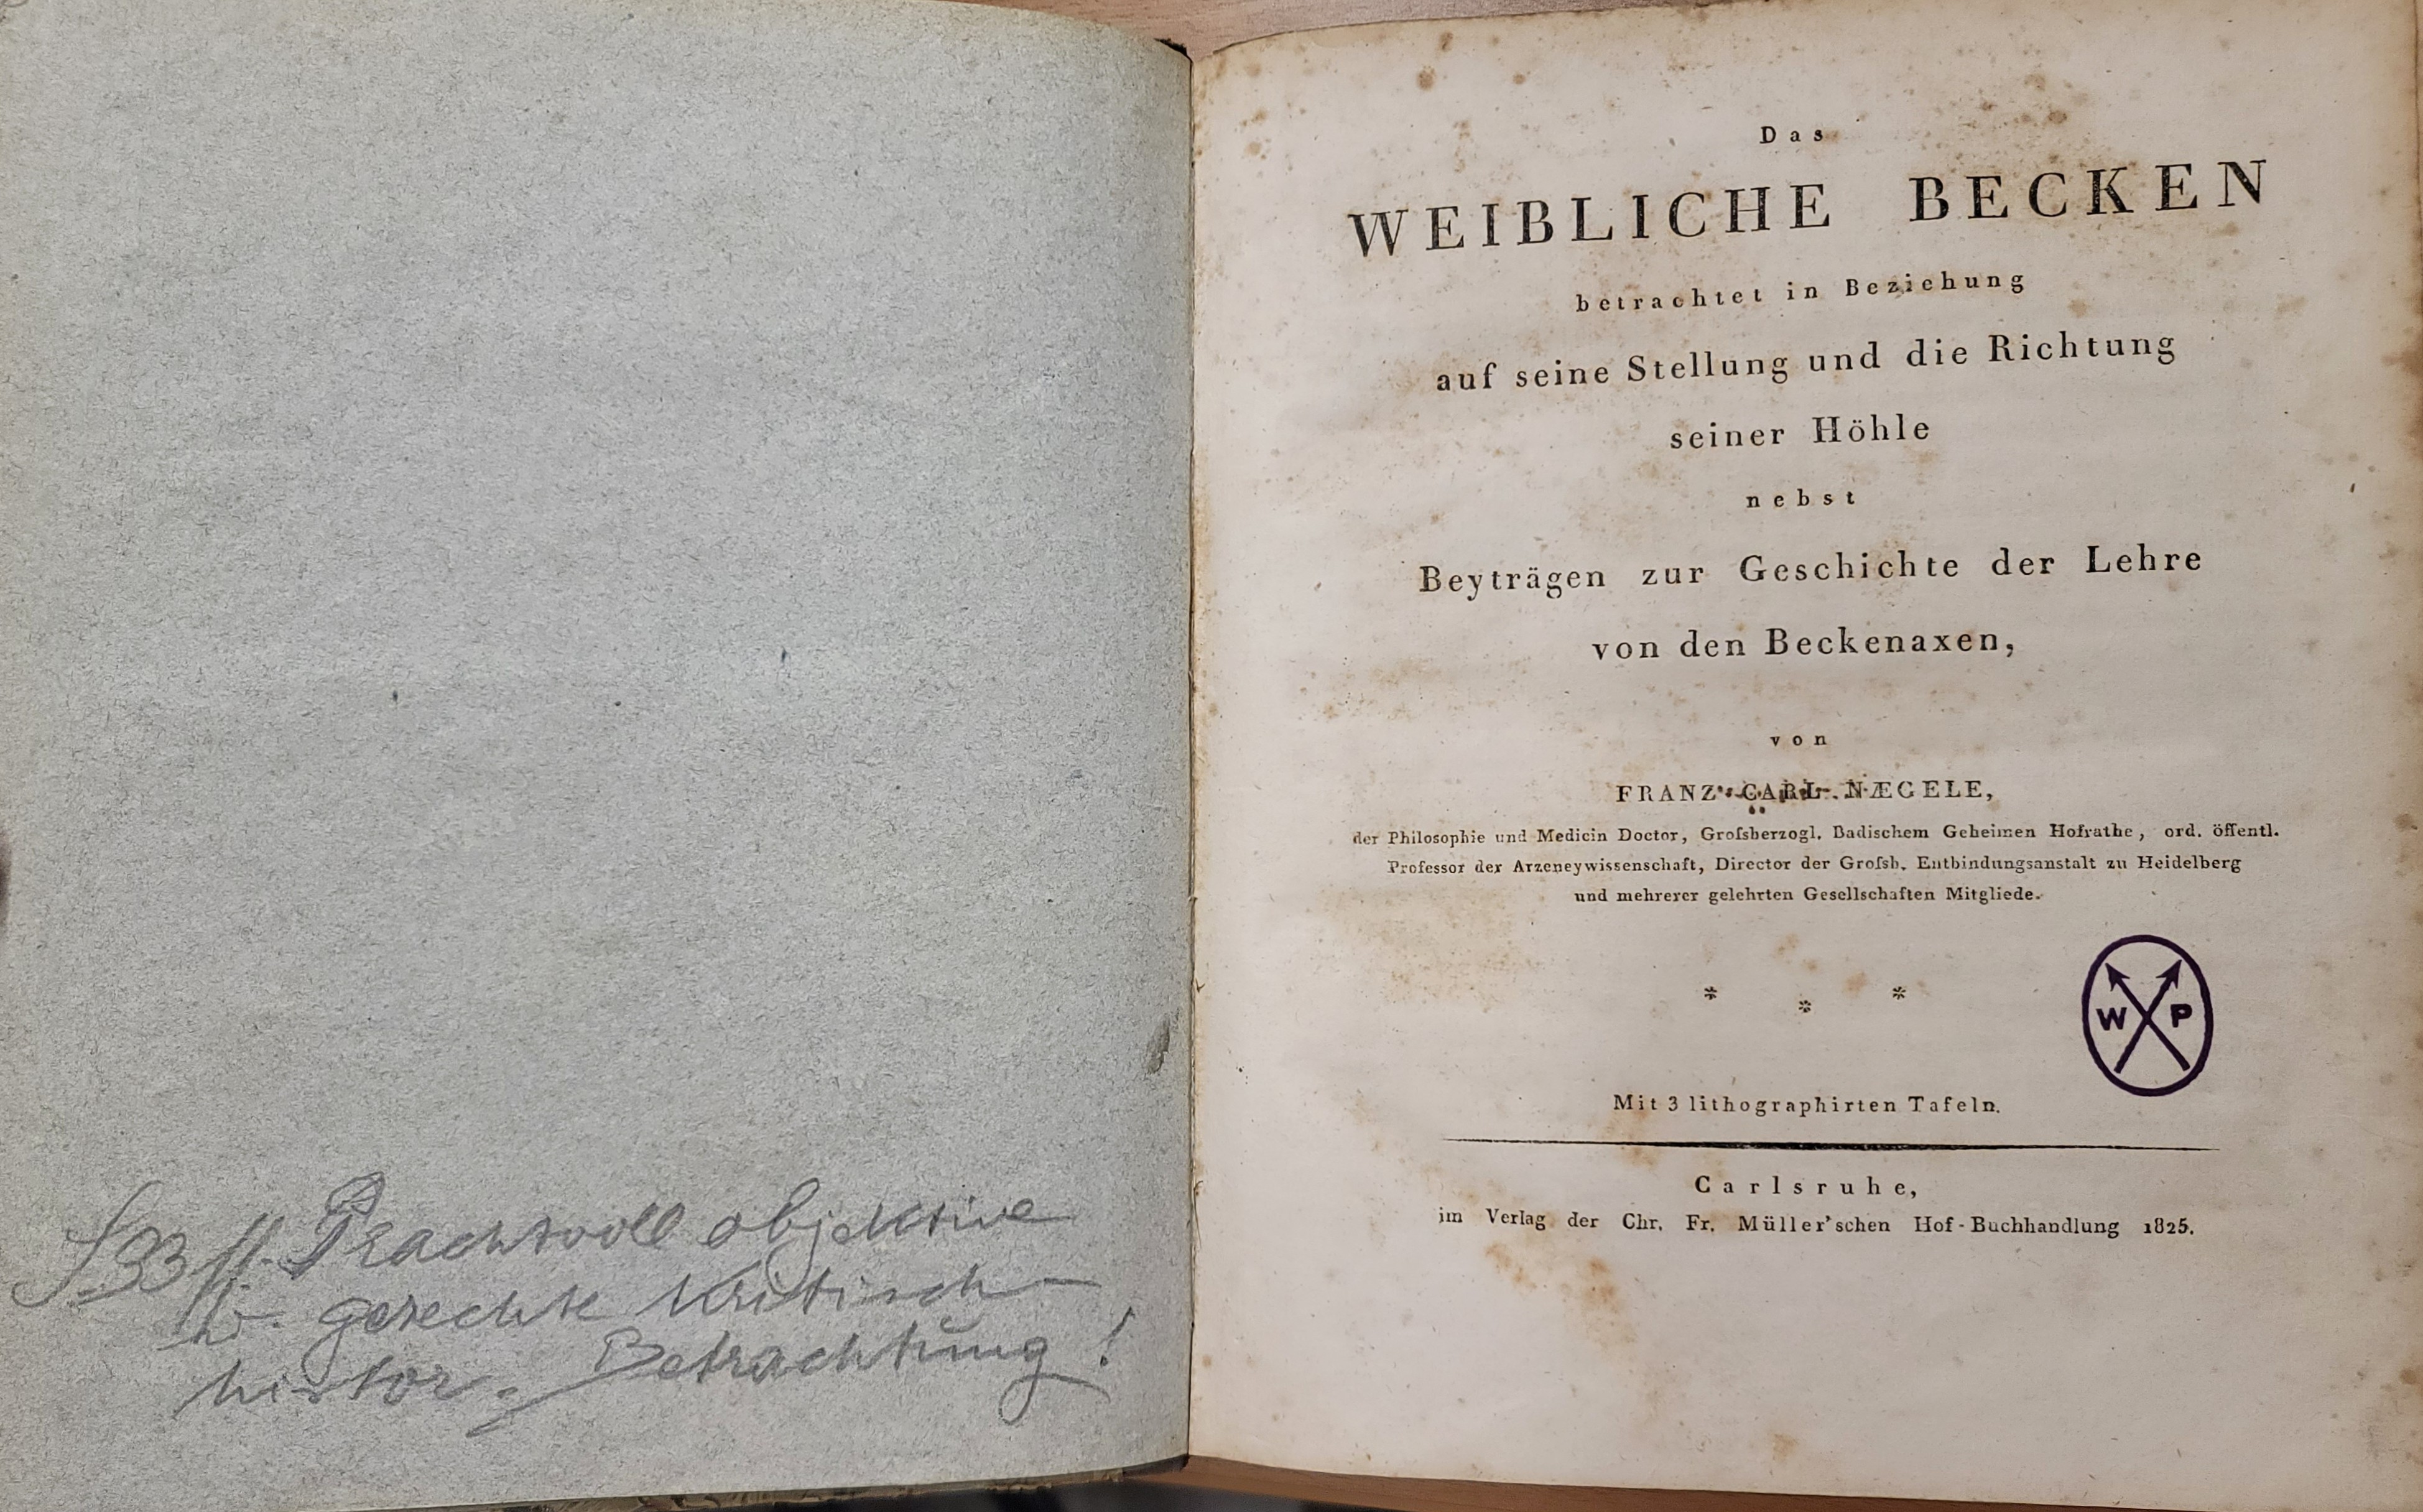 S. 33 ff. Prachtvoll objektive
u. gerechte kritisch-
histor. Betrachtung!
Das
WEIBLICHE BECKEN
betrachtet in Beziehung
auf seine Stellung und die Richtung
seiner Höhle
nebst
Beyträgen zur Geschichte der Lehre
von den Beckenaxen,
von
FRANZ CARL NÆGELE,
der Philosophie und Medicin Doctor, Groſsherzogl. Badischem Geheimen Hofrathe, ord. öffentl.
Professor der Arzeneywissenschaft, Director der Groſsh. Entbindungsanstalt zu Heidelberg
und mehrerer gelehrten Gesellschaften Mitgliede.
* * *
W P
Mit 3 lithographirten Tafeln.
Carlsruhe,
im Verlag der Chr. Fr. Müller'schen Hof-Buchhandlung 1825.